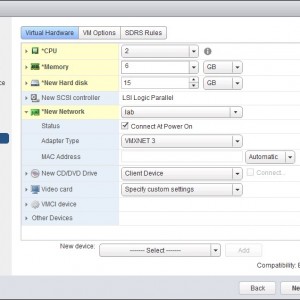 Virtual Hardware VM Options SDRS Rules
*CPU 2
*Memory 6 GB
*New Hard disk 15 GB
New SCSI controller LSI Logic Parallel
*New Network lab
Status Connect At Power On
Adapter Type VMXNET 3
MAC Address Automatic
New CD/DVD Drive Client Device Connect...
Video card Specify custom settings
VMCI device
Other Devices
New device: ------- Select ------- Add
Compatibility:
Back